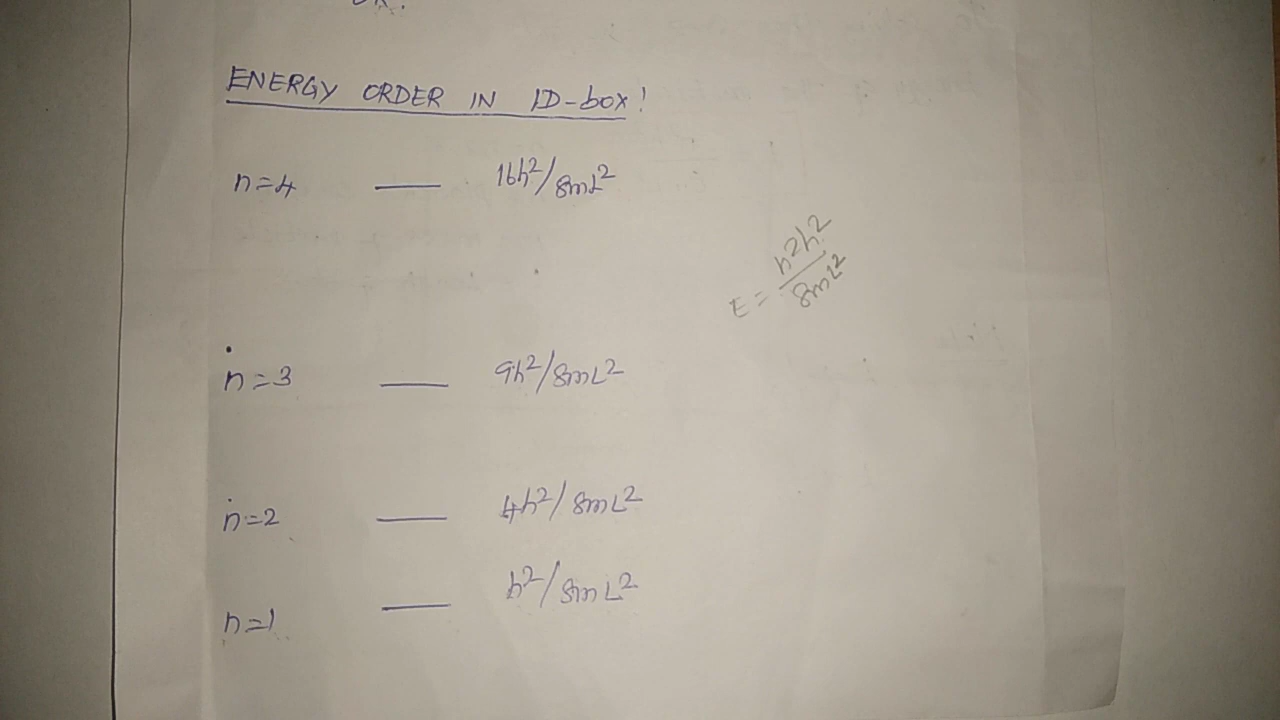 ENERGY ORDER IN 1D-box!
n=4 — 16h²/8mL²
E = n²h²/8mL²
n=3 — 9h²/8mL²
n=2 — 4h²/8mL²
n=1 — h²/8mL²